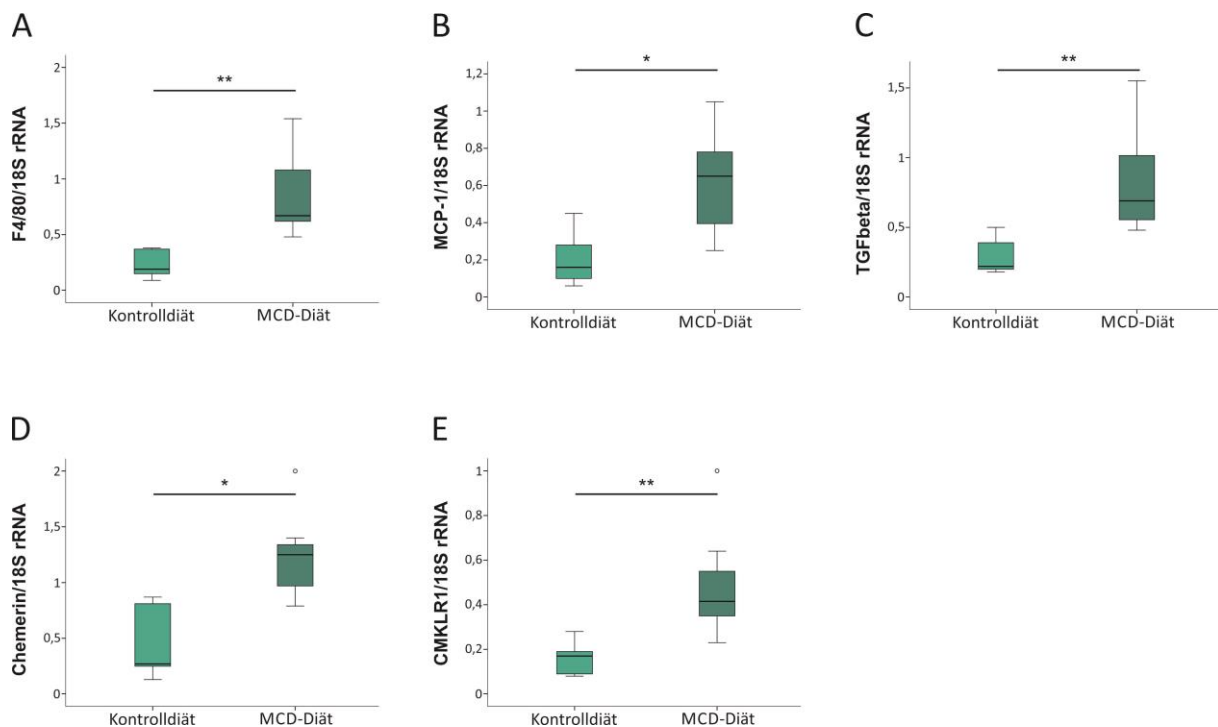 A
F4/80/18S rRNA
2
1,5
1
0,5
0
**
Kontrolldiät
MCD-Diät
B
MCP-1/18S rRNA
1,2
1
0,8
0,6
0,4
0,2
0
*
Kontrolldiät
MCD-Diät
C
TGFbeta/18S rRNA
1,5
1
0,5
0
**
Kontrolldiät
MCD-Diät
D
Chemerin/18S rRNA
2
1,5
1
0,5
0
*
Kontrolldiät
MCD-Diät
E
CMKLR1/18S rRNA
1
0,8
0,6
0,4
0,2
0
**
Kontrolldiät
MCD-Diät